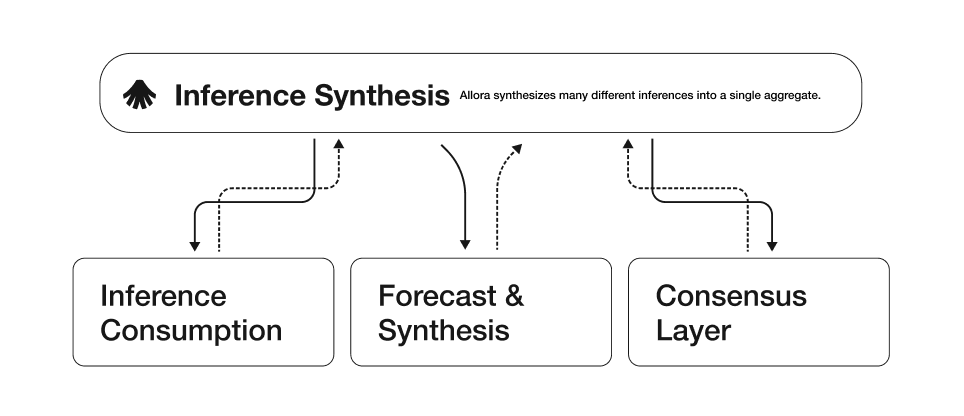 Inference Synthesis Allora synthesizes many different inferences into a single aggregate.
Inference
Consumption
Forecast &
Synthesis
Consensus
Layer